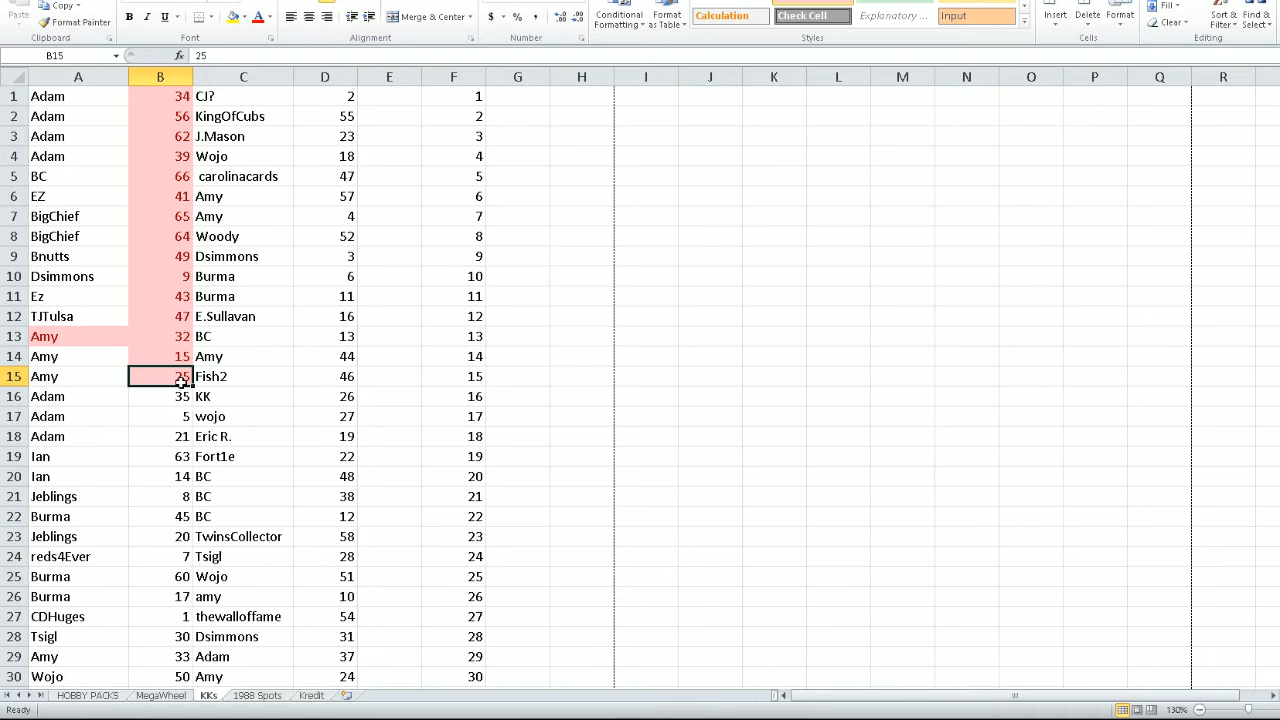 Copy Format Painter B I U Merge & Center $ % , Conditional Formatting Format as Table Calculation Check Cell Explanatory ... Input Insert Delete Format Fill Clear Sort & Filter Find & Select
Clipboard Font Alignment Number Styles Cells Editing
B15 fx 25
A B C D E F G H I J K L M N O P Q R
1 Adam 34 CJ? 2 1
2 Adam 56 KingOfCubs 55 2
3 Adam 62 J.Mason 23 3
4 Adam 39 Wojo 18 4
5 BC 66 carolinacards 47 5
6 EZ 41 Amy 57 6
7 BigChief 65 Amy 4 7
8 BigChief 64 Woody 52 8
9 Bnutts 49 Dsimmons 3 9
10 Dsimmons 9 Burma 6 10
11 Ez 43 Burma 11 11
12 TJTulsa 47 E.Sullavan 16 12
13 Amy 32 BC 13 13
14 Amy 15 Amy 44 14
15 Amy 25 Fish2 46 15
16 Adam 35 KK 26 16
17 Adam 5 wojo 27 17
18 Adam 21 Eric R. 19 18
19 Ian 63 Fort1e 22 19
20 Ian 14 BC 48 20
21 Jeblings 8 BC 38 21
22 Burma 45 BC 12 22
23 Jeblings 20 TwinsCollector 58 23
24 reds4Ever 7 Tsigl 28 24
25 Burma 60 Wojo 51 25
26 Burma 17 amy 10 26
27 CDHuges 1 thewalloffame 54 27
28 Tsigl 30 Dsimmons 31 28
29 Amy 33 Adam 37 29
30 Wojo 50 Amy 24 30
HOBBY PACKS MegaWheel KKs 1988 Spots Kredit
Ready 130%